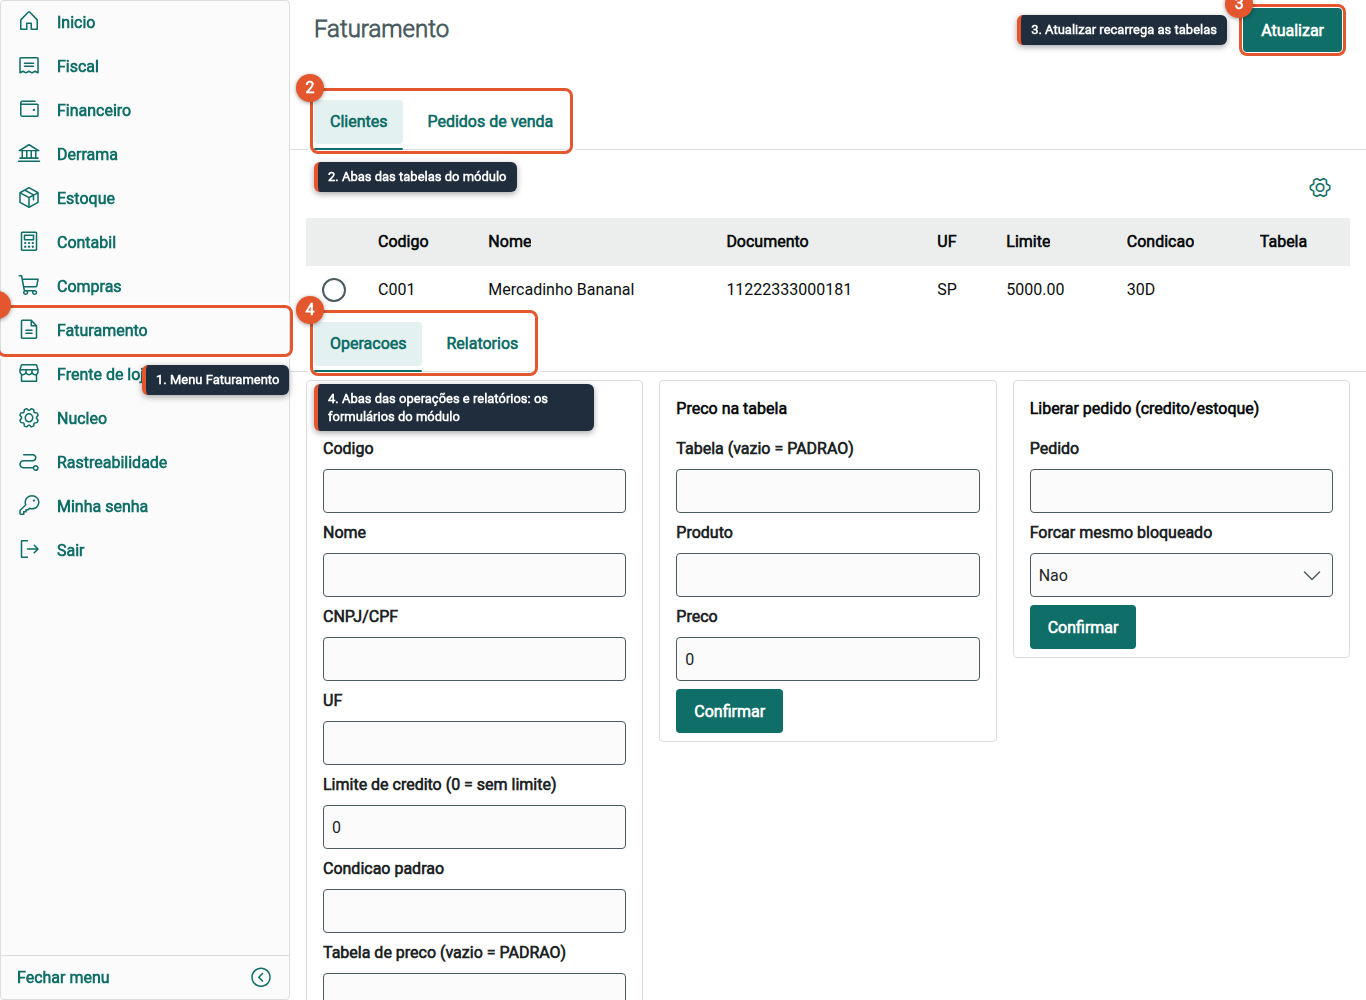 Inicio
Fiscal
Financeiro
Derrama
Estoque
Contabil
Compras
Faturamento
Frente de loj
1. Menu Faturamento
Nucleo
Rastreabilidade
Minha senha
Sair
Fechar menu
Faturamento
3. Atualizar recarrega as tabelas
3
Atualizar
2
Clientes
Pedidos de venda
2. Abas das tabelas do módulo
Codigo
Nome
Documento
UF
Limite
Condicao
Tabela
C001
Mercadinho Bananal
11222333000181
SP
5000.00
30D
4
Operacoes
Relatorios
4. Abas das operações e relatórios: os
formulários do módulo
Codigo
Nome
CNPJ/CPF
UF
Limite de credito (0 = sem limite)
0
Condicao padrao
Tabela de preco (vazio = PADRAO)
Preco na tabela
Tabela (vazio = PADRAO)
Produto
Preco
0
Confirmar
Liberar pedido (credito/estoque)
Pedido
Forcar mesmo bloqueado
Nao
Confirmar